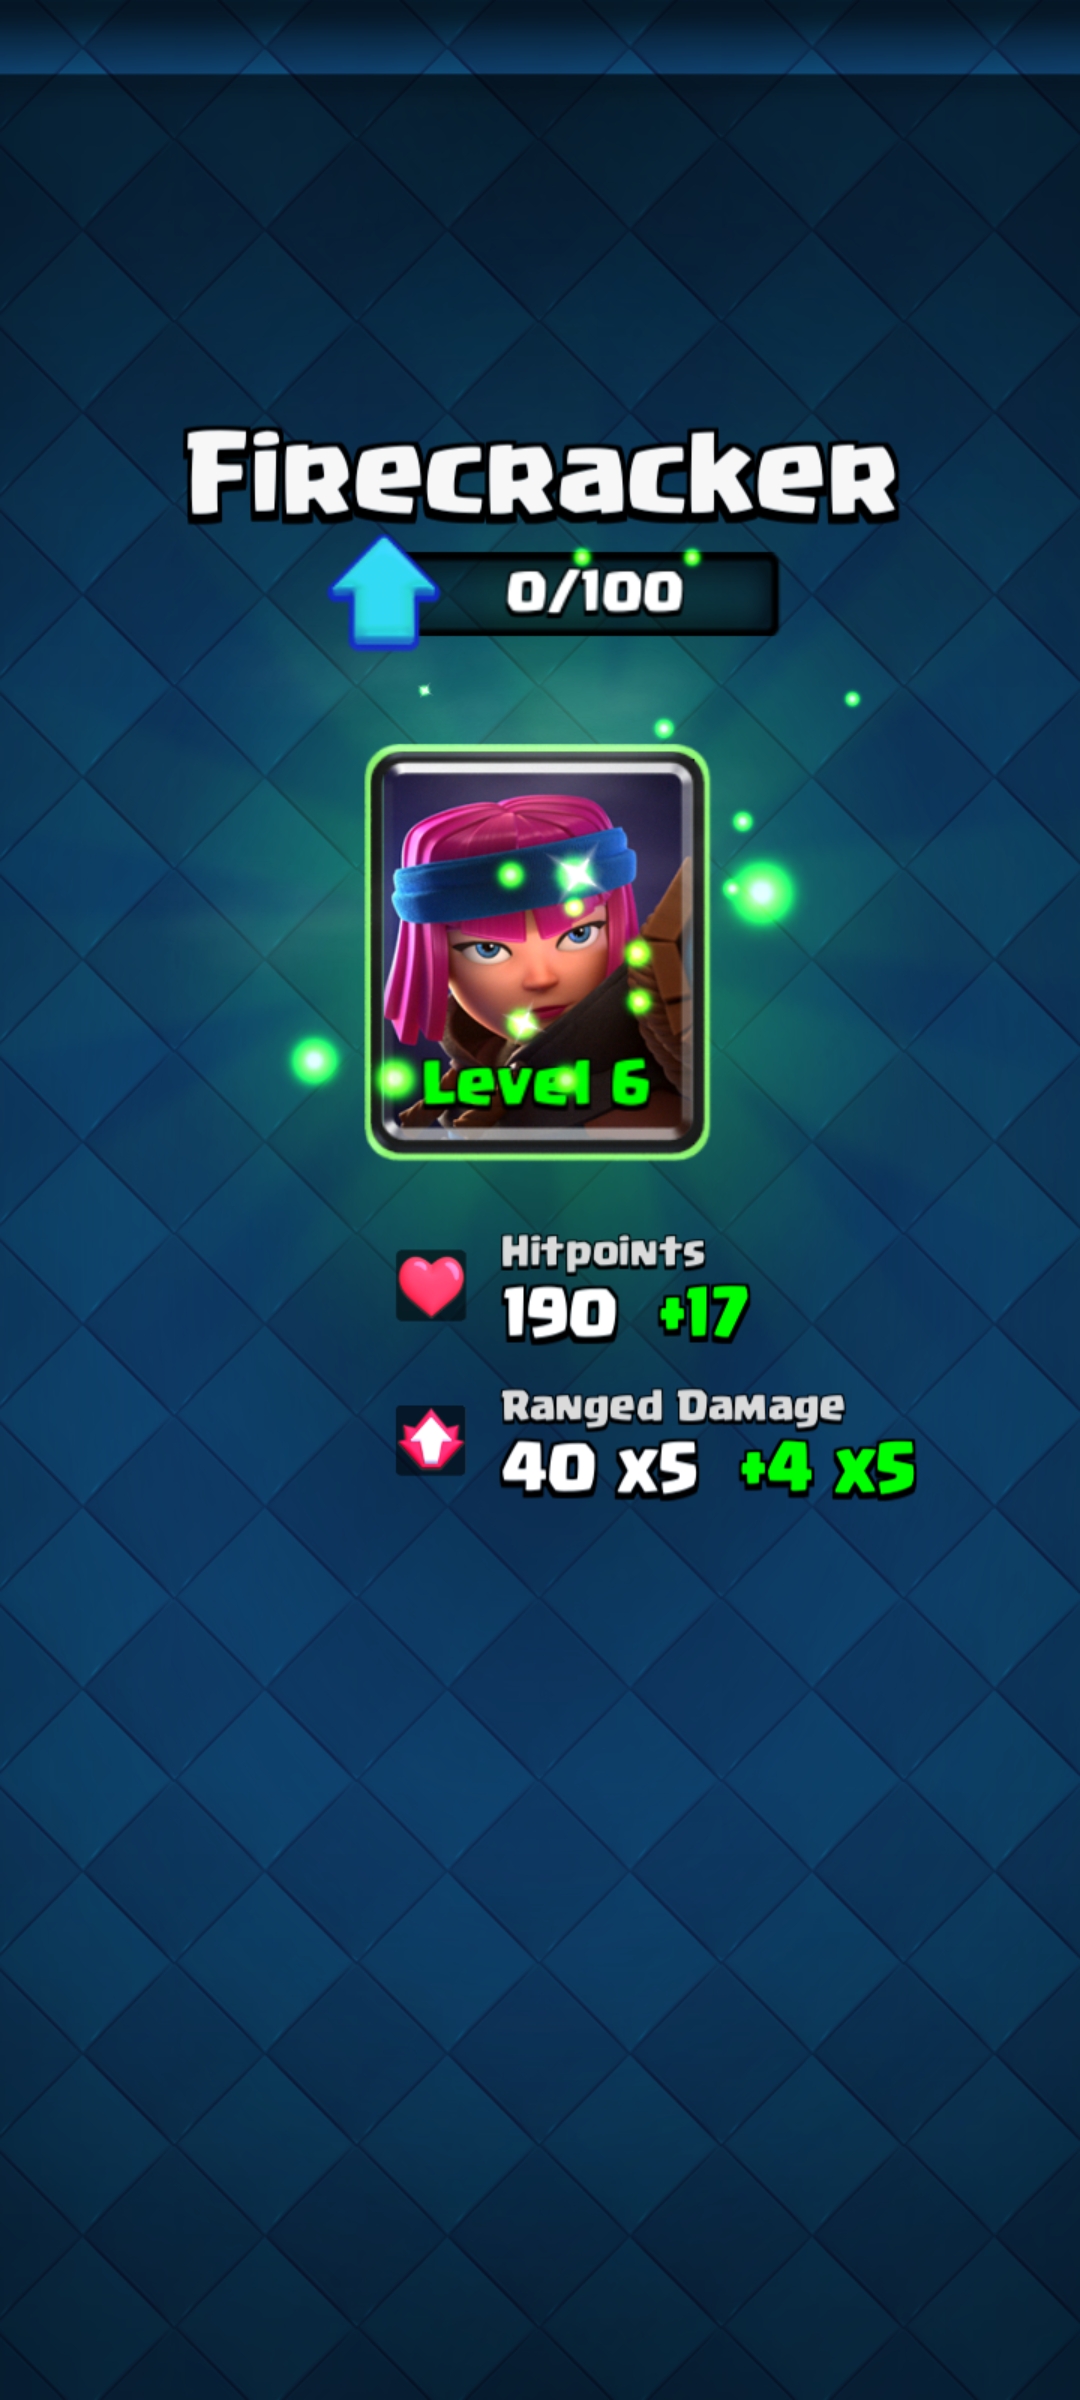 Firecracker
0/100
Level 6
Hitpoints
190 +17
Ranged Damage
40 x5 +4 x5